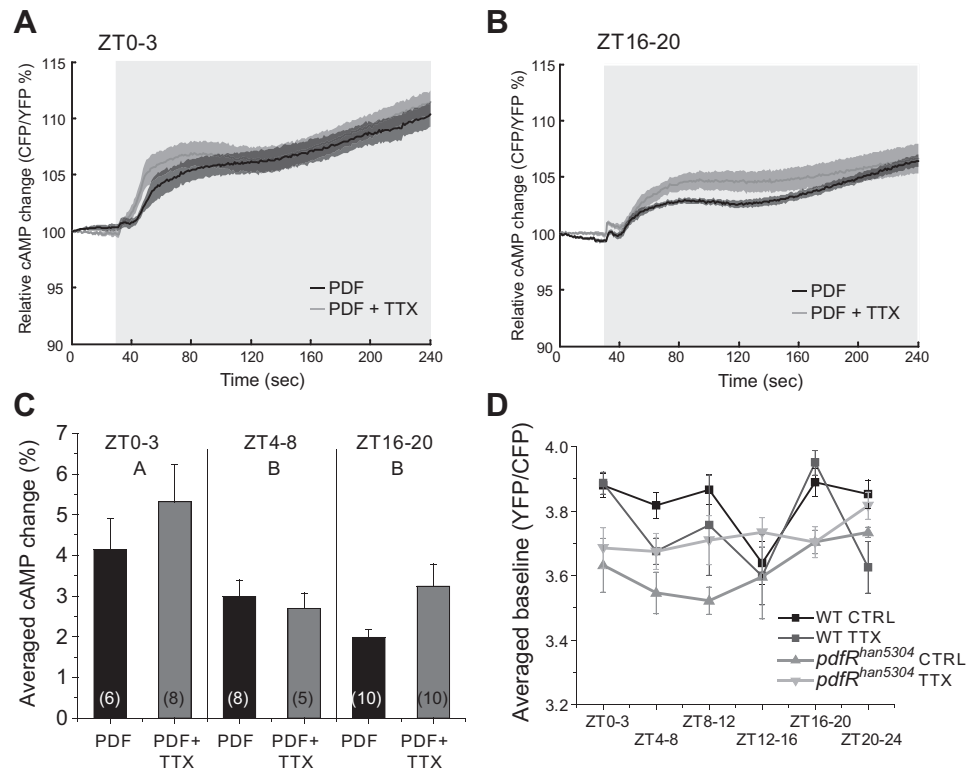 A
ZT0-3
Relative cAMP change (CFP/YFP %)
115
110
105
100
95
90
0
40
80
120
160
200
240
Time (sec)
PDF
PDF + TTX
B
ZT16-20
Relative cAMP change (CFP/YFP %)
115
110
105
100
95
90
0
40
80
120
160
200
240
Time (sec)
PDF
PDF + TTX
C
Averaged cAMP change (%)
7
6
5
4
3
2
1
0
ZT0-3
A
ZT4-8
B
ZT16-20
B
(6)
(8)
(8)
(5)
(10)
(10)
PDF
PDF+
TTX
PDF
PDF+
TTX
PDF
PDF+
TTX
D
Averaged baseline (YFP/CFP)
4.0
3.8
3.6
3.4
3.2
WT CTRL
WT TTX
pdfR han5304 CTRL
pdfR han5304 TTX
ZT0-3
ZT4-8
ZT8-12
ZT12-16
ZT16-20
ZT20-24